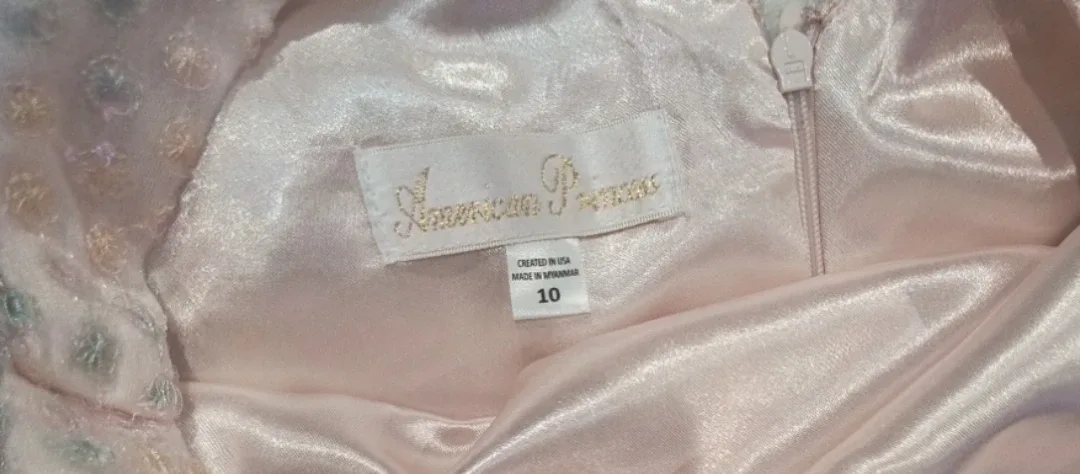 American Princess
CREATED IN USA
MADE IN MYANMAR
10